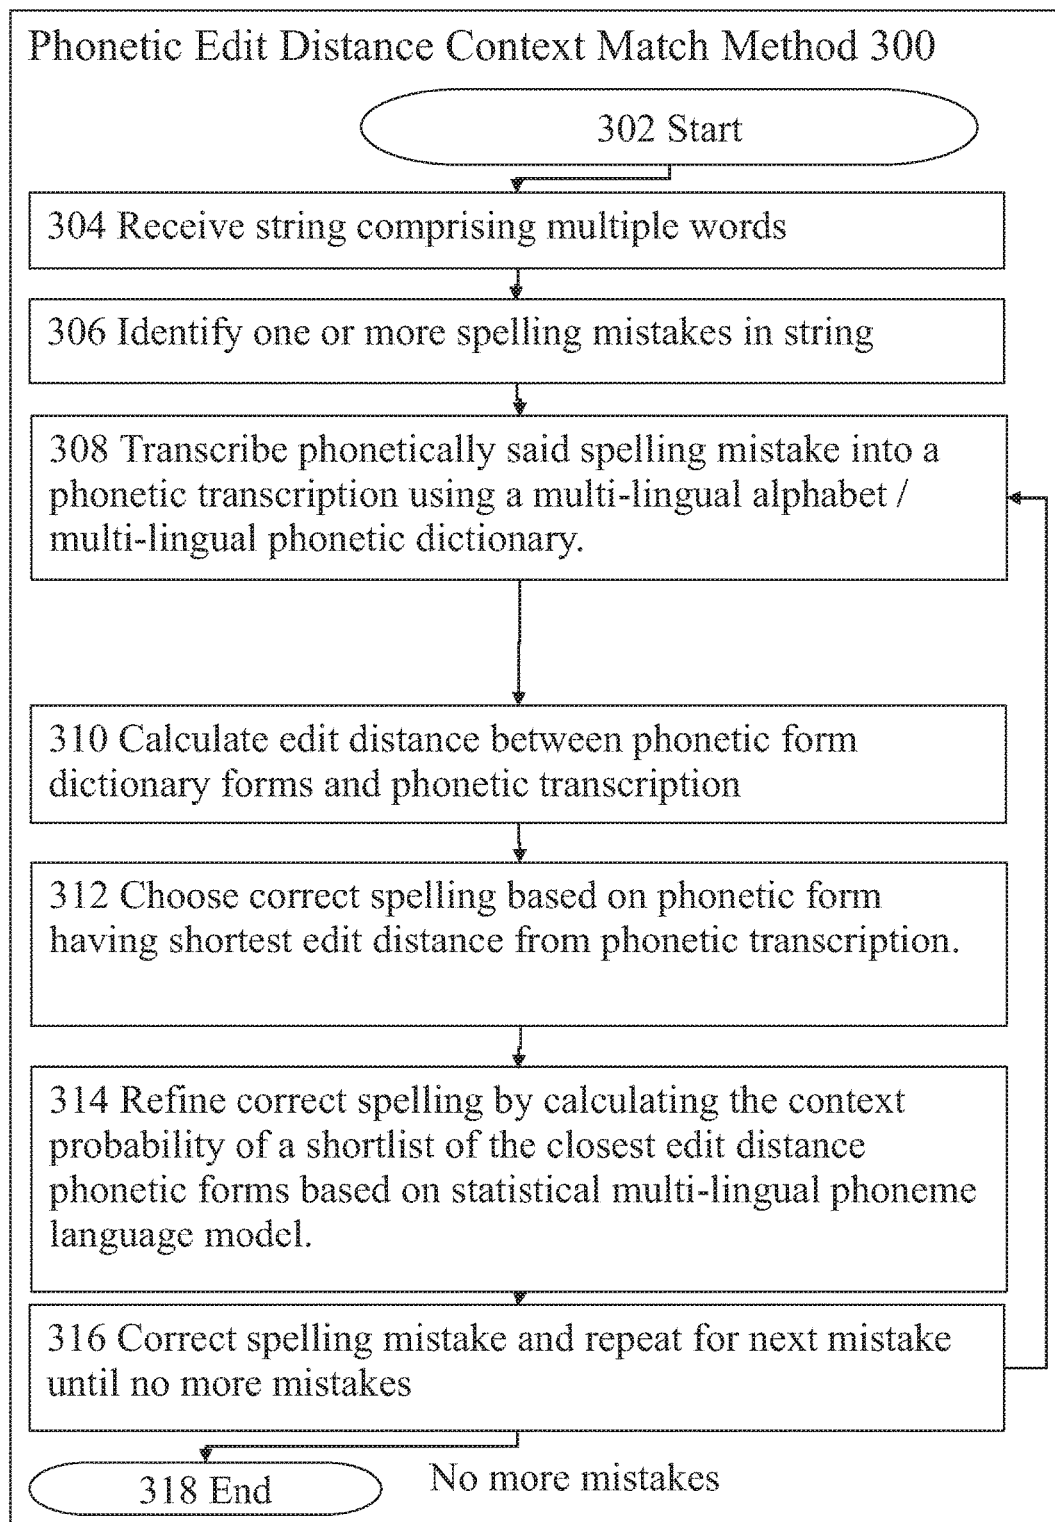 Phonetic Edit Distance Context Match Method 300
302 Start
304 Receive string comprising multiple words
306 Identify one or more spelling mistakes in string
308 Transcribe phonetically said spelling mistake into a
phonetic transcription using a multi-lingual alphabet /
multi-lingual phonetic dictionary.
310 Calculate edit distance between phonetic form
dictionary forms and phonetic transcription
312 Choose correct spelling based on phonetic form
having shortest edit distance from phonetic transcription.
314 Refine correct spelling by calculating the context
probability of a shortlist of the closest edit distance
phonetic forms based on statistical multi-lingual phoneme
language model.
316 Correct spelling mistake and repeat for next mistake
until no more mistakes
318 End
No more mistakes